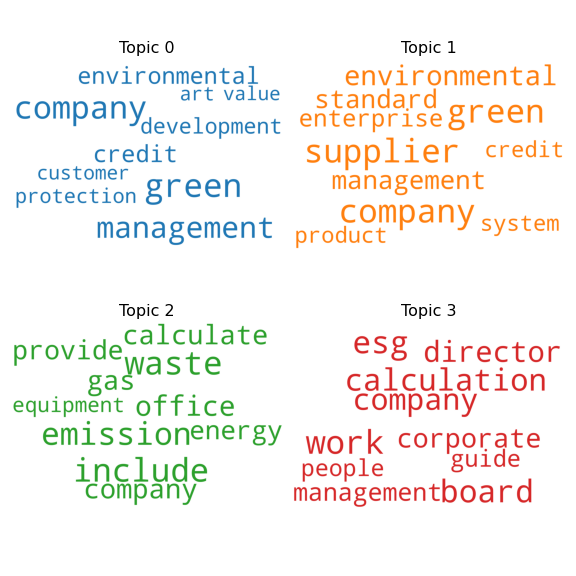 Topic 0
environmental
art value
company
development
credit
customer
green
protection
management
Topic 1
environmental
standard
green
enterprise
supplier credit
management
company
system
product
Topic 2
calculate
provide
waste
gas
equipment office
emission energy
include
company
Topic 3
esg director
calculation
company
work corporate
guide
people
management board